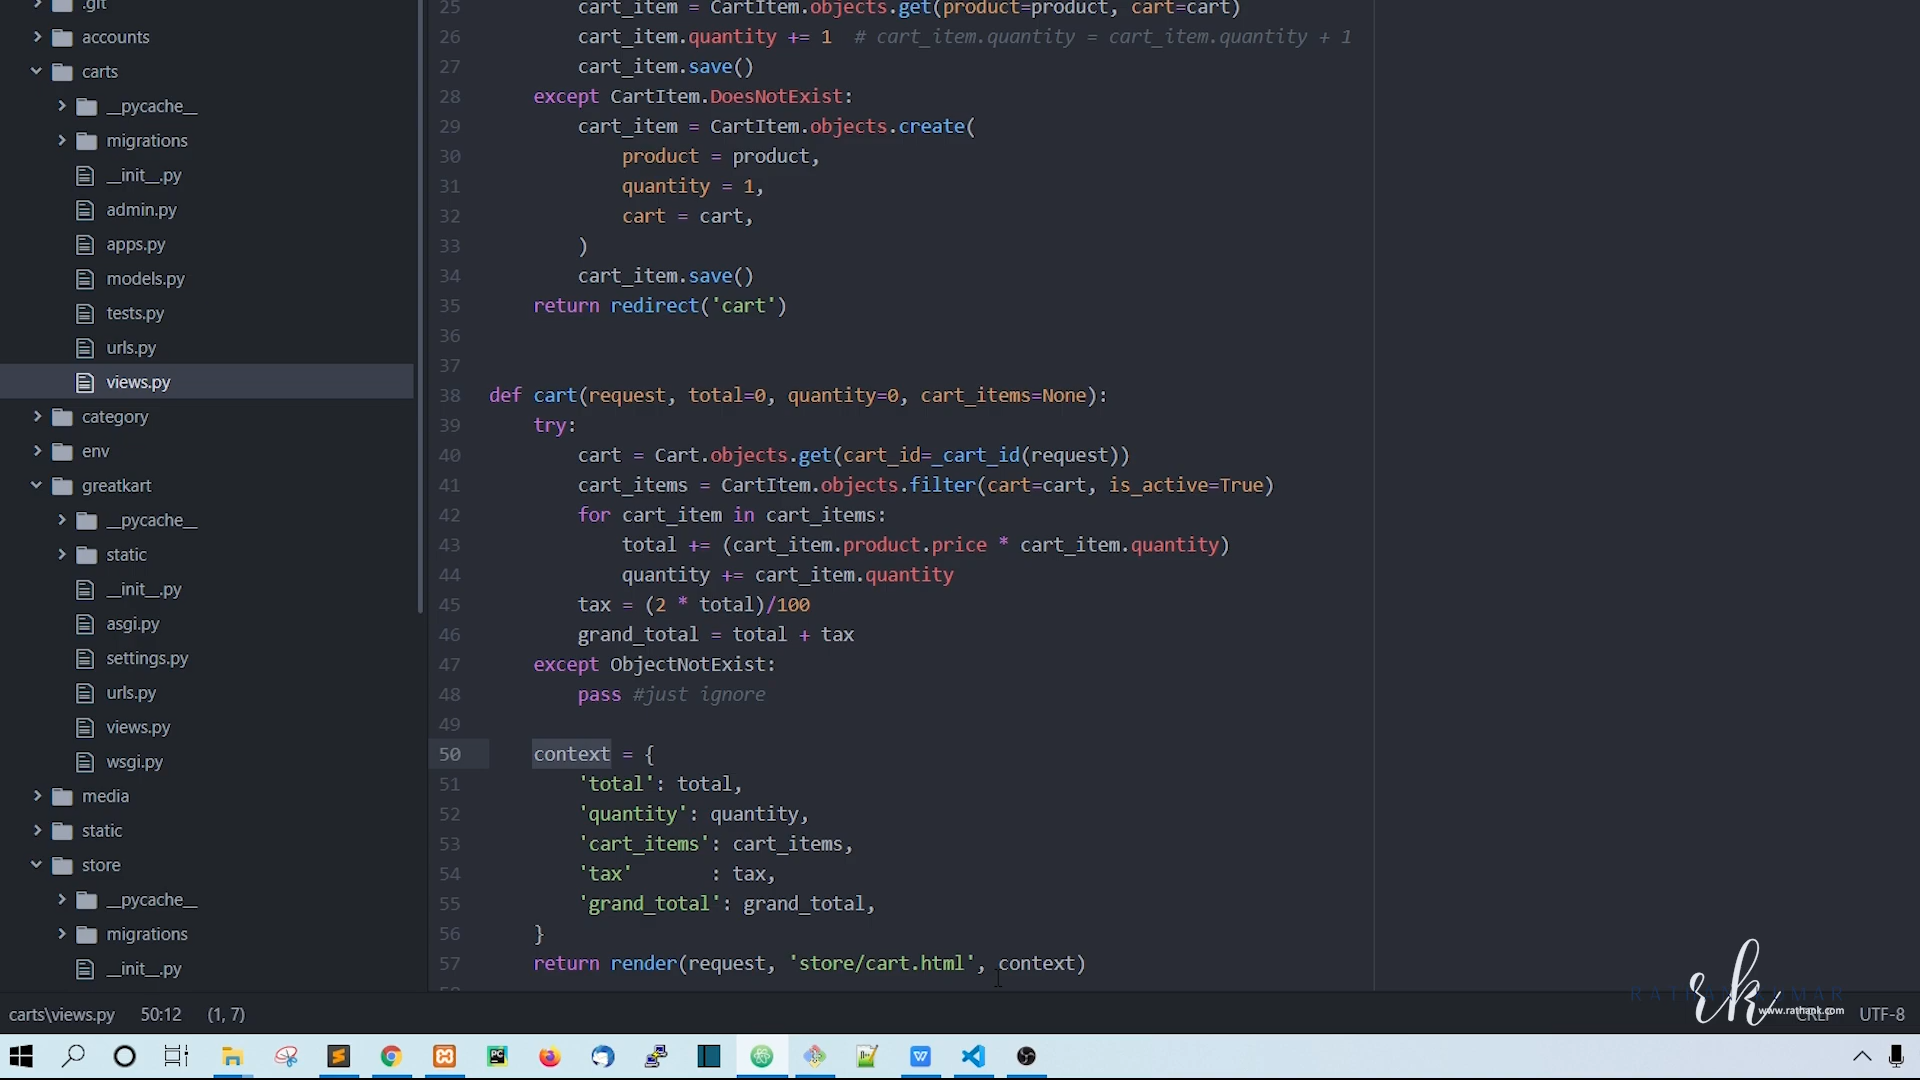 .git
accounts
carts
__pycache__
migrations
__init__.py
admin.py
apps.py
models.py
tests.py
urls.py
views.py
category
env
greatkart
__pycache__
static
__init__.py
asgi.py
settings.py
urls.py
views.py
wsgi.py
media
static
store
__pycache__
migrations
__init__.py
25 cart_item = CartItem.objects.get(product=product, cart=cart)
26 cart_item.quantity += 1 # cart_item.quantity = cart_item.quantity + 1
27 cart_item.save()
28 except CartItem.DoesNotExist:
29 cart_item = CartItem.objects.create(
30 product = product,
31 quantity = 1,
32 cart = cart,
33 )
34 cart_item.save()
35 return redirect('cart')
36
37
38 def cart(request, total=0, quantity=0, cart_items=None):
39 try:
40 cart = Cart.objects.get(cart_id=_cart_id(request))
41 cart_items = CartItem.objects.filter(cart=cart, is_active=True)
42 for cart_item in cart_items:
43 total += (cart_item.product.price * cart_item.quantity)
44 quantity += cart_item.quantity
45 tax = (2 * total)/100
46 grand_total = total + tax
47 except ObjectNotExist:
48 pass #just ignore
49
50 context = {
51 'total': total,
52 'quantity': quantity,
53 'cart_items': cart_items,
54 'tax' : tax,
55 'grand_total': grand_total,
56 }
57 return render(request, 'store/cart.html', context)
rk
www.rathank.com
carts\views.py 50:12 (1, 7) CRLF UTF-8